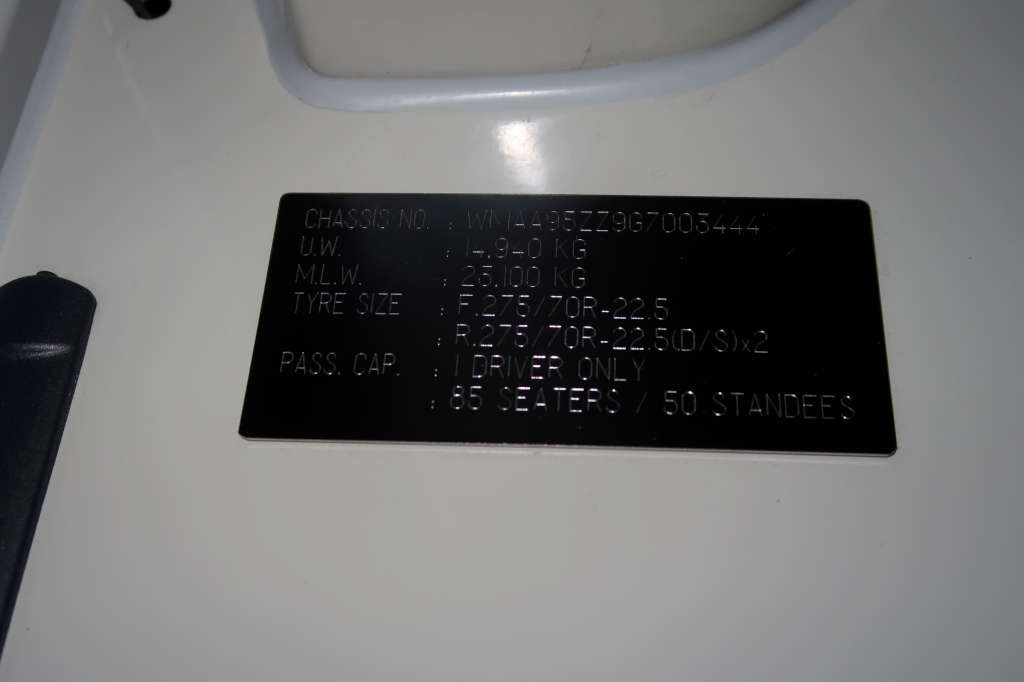 CHASSIS NO. : WMAA95ZZ9G7003444
U.W. : 14.940 KG
M.L.W. : 23.100 KG
TYRE SIZE : F.275/70R-22.5
: R.275/70R-22.5(D/S)x2
PASS. CAP. : 1 DRIVER ONLY
: 85 SEATERS / 50 STANDEES